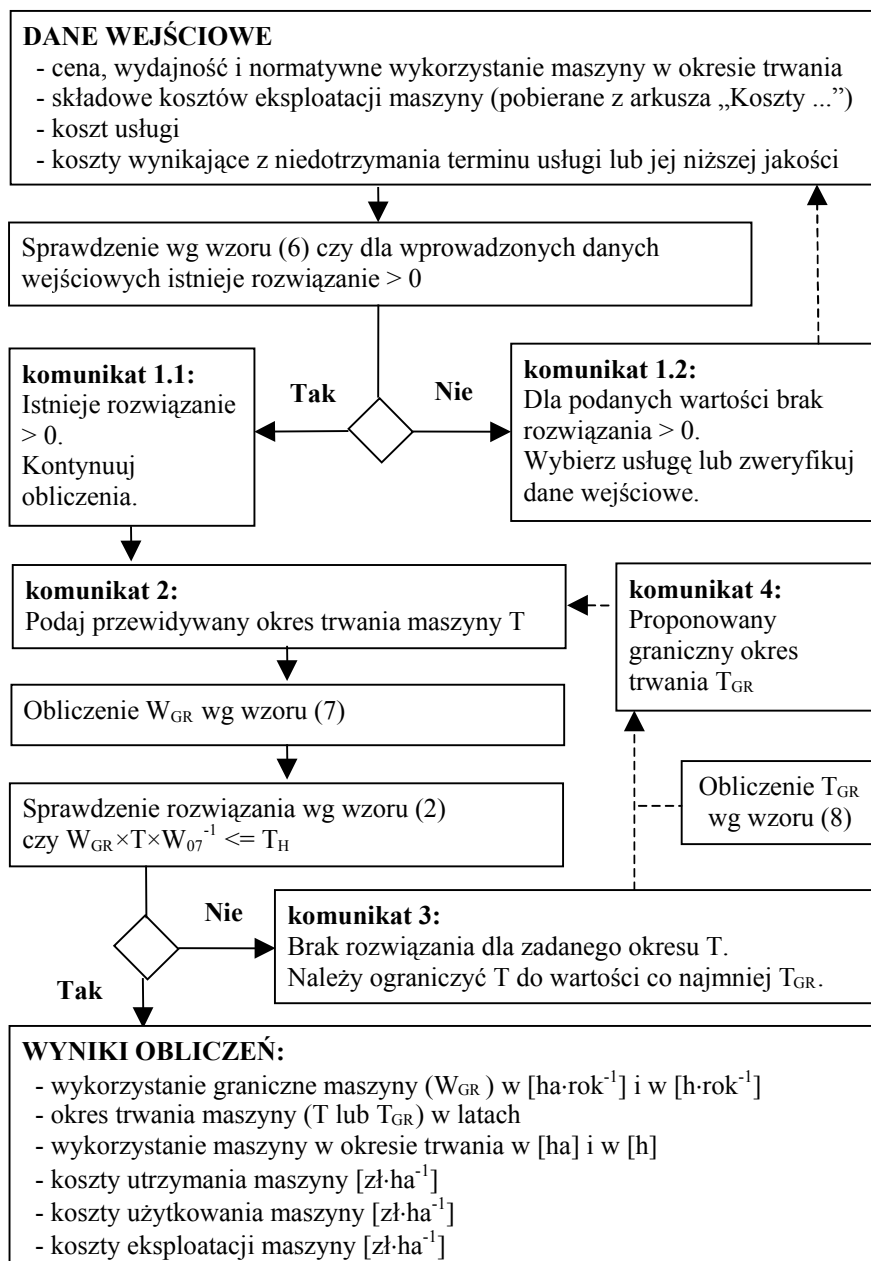 DANE WEJŚCIOWE
- cena, wydajność i normatywne wykorzystanie maszyny w okresie trwania
- składowe kosztów eksploatacji maszyny (pobierane z arkusza „Koszty ...”)
- koszt usługi
- koszty wynikające z niedotrzymania terminu usługi lub jej niższej jakości
Sprawdzenie wg wzoru (6) czy dla wprowadzonych danych
wejściowych istnieje rozwiązanie > 0
komunikat 1.1:
Istnieje rozwiązanie
> 0.
Kontynuuj
obliczenia.
Tak
Nie
komunikat 1.2:
Dla podanych wartości brak
rozwiązania > 0.
Wybierz usługę lub zweryfikuj
dane wejściowe.
komunikat 2:
Podaj przewidywany okres trwania maszyny T
komunikat 4:
Proponowany
graniczny okres
trwania T_GR
Obliczenie W_GR wg wzoru (7)
Obliczenie T_GR
wg wzoru (8)
Sprawdzenie rozwiązania wg wzoru (2)
czy W_GR×T×W_07^-1 <= T_H
Nie
komunikat 3:
Brak rozwiązania dla zadanego okresu T.
Należy ograniczyć T do wartości co najmniej T_GR.
Tak
WYNIKI OBLICZEŃ:
- wykorzystanie graniczne maszyny (W_GR ) w [ha·rok^-1] i w [h·rok^-1]
- okres trwania maszyny (T lub T_GR) w latach
- wykorzystanie maszyny w okresie trwania w [ha] i w [h]
- koszty utrzymania maszyny [zł·ha^-1]
- koszty użytkowania maszyny [zł·ha^-1]
- koszty eksploatacji maszyny [zł·ha^-1]